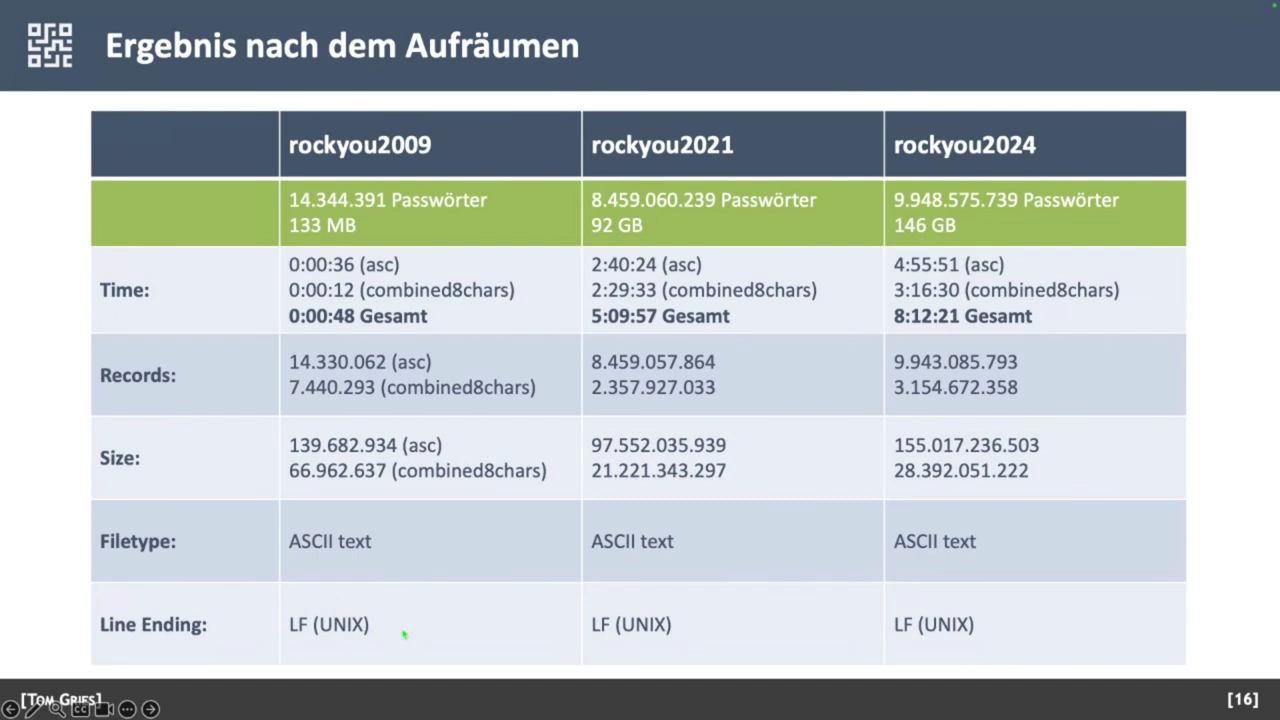 Ergebnis nach dem Aufräumen
rockyou2009 rockyou2021 rockyou2024
14.344.391 Passwörter 8.459.060.239 Passwörter 9.948.575.739 Passwörter
133 MB 92 GB 146 GB
Time:
0:00:36 (asc) 2:40:24 (asc) 4:55:51 (asc)
0:00:12 (combined8chars) 2:29:33 (combined8chars) 3:16:30 (combined8chars)
0:00:48 Gesamt 5:09:57 Gesamt 8:12:21 Gesamt
Records:
14.330.062 (asc) 8.459.057.864 9.943.085.793
7.440.293 (combined8chars) 2.357.927.033 3.154.672.358
Size:
139.682.934 (asc) 97.552.035.939 155.017.236.503
66.962.637 (combined8chars) 21.221.343.297 28.392.051.222
Filetype: ASCII text ASCII text ASCII text
Line Ending: LF (UNIX) LF (UNIX) LF (UNIX)
[Tom Gries] [16]
CC